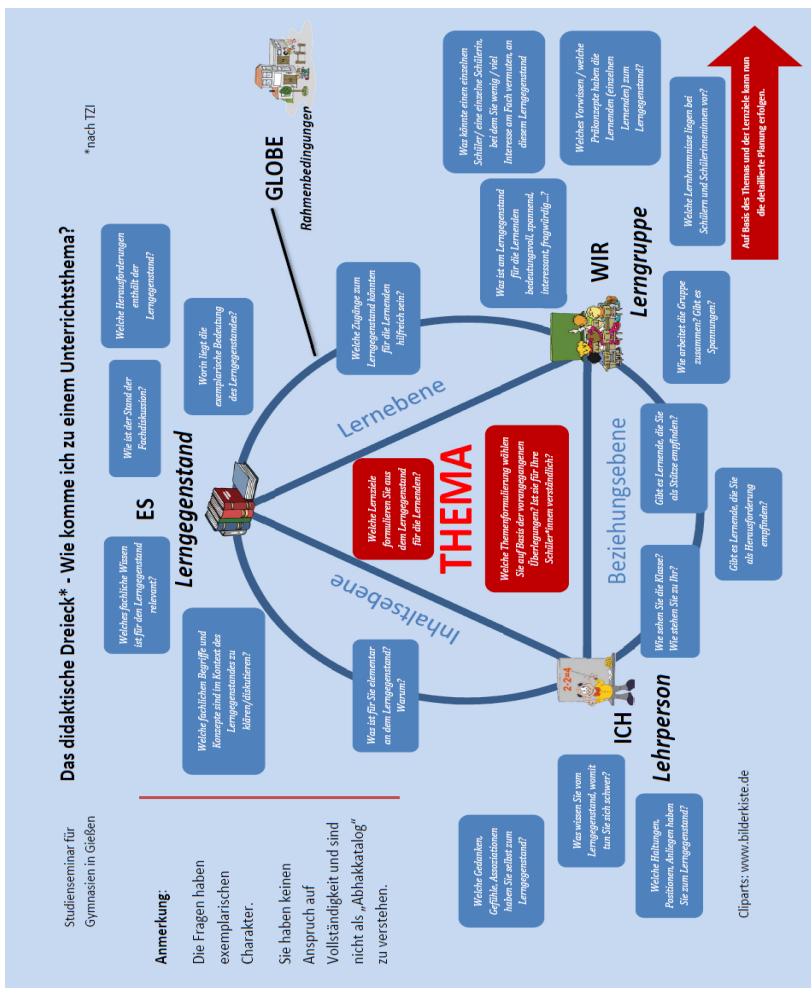 Studienseminar für
Gymnasien in Gießen
Das didaktische Dreieck* - Wie komme ich zu einem Unterrichtsthema?
*nach TZI
Anmerkung:
Die Fragen haben
exemplarischen
Charakter.
Sie haben keinen
Anspruch auf
Vollständigkeit und sind
nicht als „Abhakkatalog“
zu verstehen.
Welches fachliche Wissen
ist für den Lerngegenstand
relevant?
Wie ist der Stand der
Fachdiskussion?
Welche Herausforderungen
enthält der
Lerngegenstand?
ES
Lerngegenstand
Worin liegt die
exemplarische Bedeutung
des Lerngegenstandes?
Welche fachlichen Begriffe und
Konzepte sind im Kontext des
Lerngegenstandes zu
klären/diskutieren?
GLOBE
Rahmenbedingungen
Was ist für Sie elementar
an dem Lerngegenstand?
Warum?
Welche Zugänge zum
Lerngegenstand könnten
für die Lernenden
hilfreich sein?
Inhaltsebene
Lernebene
Welche Lernziele
formulieren Sie aus
dem Lerngegenstand
für die Lernenden?
THEMA
Welche Themenformulierung wählen
Sie auf Basis der vorangegangenen
Überlegungen? Ist sie für Ihre
Schüler*innen verständlich?
Was könnte einen einzelnen
Schüler/ eine einzelne Schülerin,
bei dem Sie wenig / viel
Interesse am Fach vermuten, an
diesem Lerngegenstand
Was ist am Lerngegenstand
für die Lernenden
bedeutungsvoll, spannend,
interessant, fragwürdig...?
Welches Vorwissen / welche
Präkonzepte haben die
Lernenden (einzelnen
Lernenden) zum
Lerngegenstand?
Welche Gedanken,
Gefühle, Assoziationen
haben Sie selbst zum
Lerngegenstand?
Was wissen Sie vom
Lerngegenstand, womit
tun Sie sich schwer?
2·2=4
ICH
Lehrperson
Welche Haltungen,
Positionen, Anliegen haben
Sie zum Lerngegenstand?
Beziehungsebene
WIR
Lerngruppe
Welche Lernhemmnisse liegen bei
Schülern und Schülerinneninnen vor?
Wie sehen Sie die Klasse?
Wie stehen Sie zu Ihr?
Gibt es Lernende, die Sie
als Stütze empfinden?
Wie arbeitet die Gruppe
zusammen? Gibt es
Spannungen?
Gibt es Lernende, die Sie
als Herausforderung
empfinden?
Auf Basis des Themas und der Lernziele kann nun
die detaillierte Planung erfolgen.
Cliparts: www.bilderkiste.de